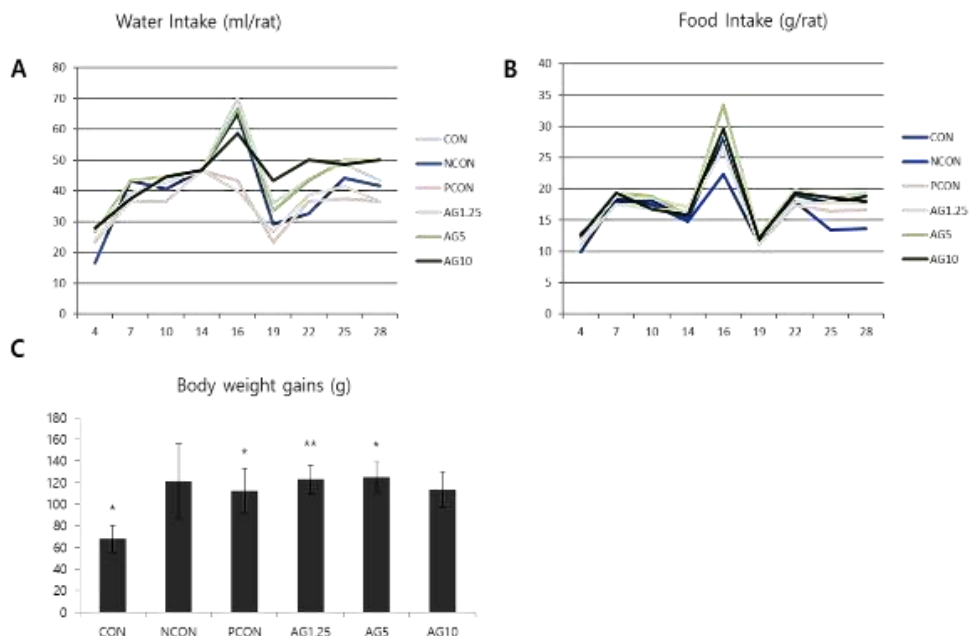 Water Intake (ml/rat)
A
80
70
60
50
40
30
20
10
0
4 7 10 14 16 19 22 25 28
CON
NCON
PCON
AG1.25
AG5
AG10
Food Intake (g/rat)
B
40
35
30
25
20
15
10
5
0
4 7 10 14 16 19 22 25 28
CON
NCON
PCON
AG1.25
AG5
AG10
C
Body weight gains (g)
180
160
140
120
100
80
60
40
20
0
* * ** *
CON NCON PCON AG1.25 AG5 AG10